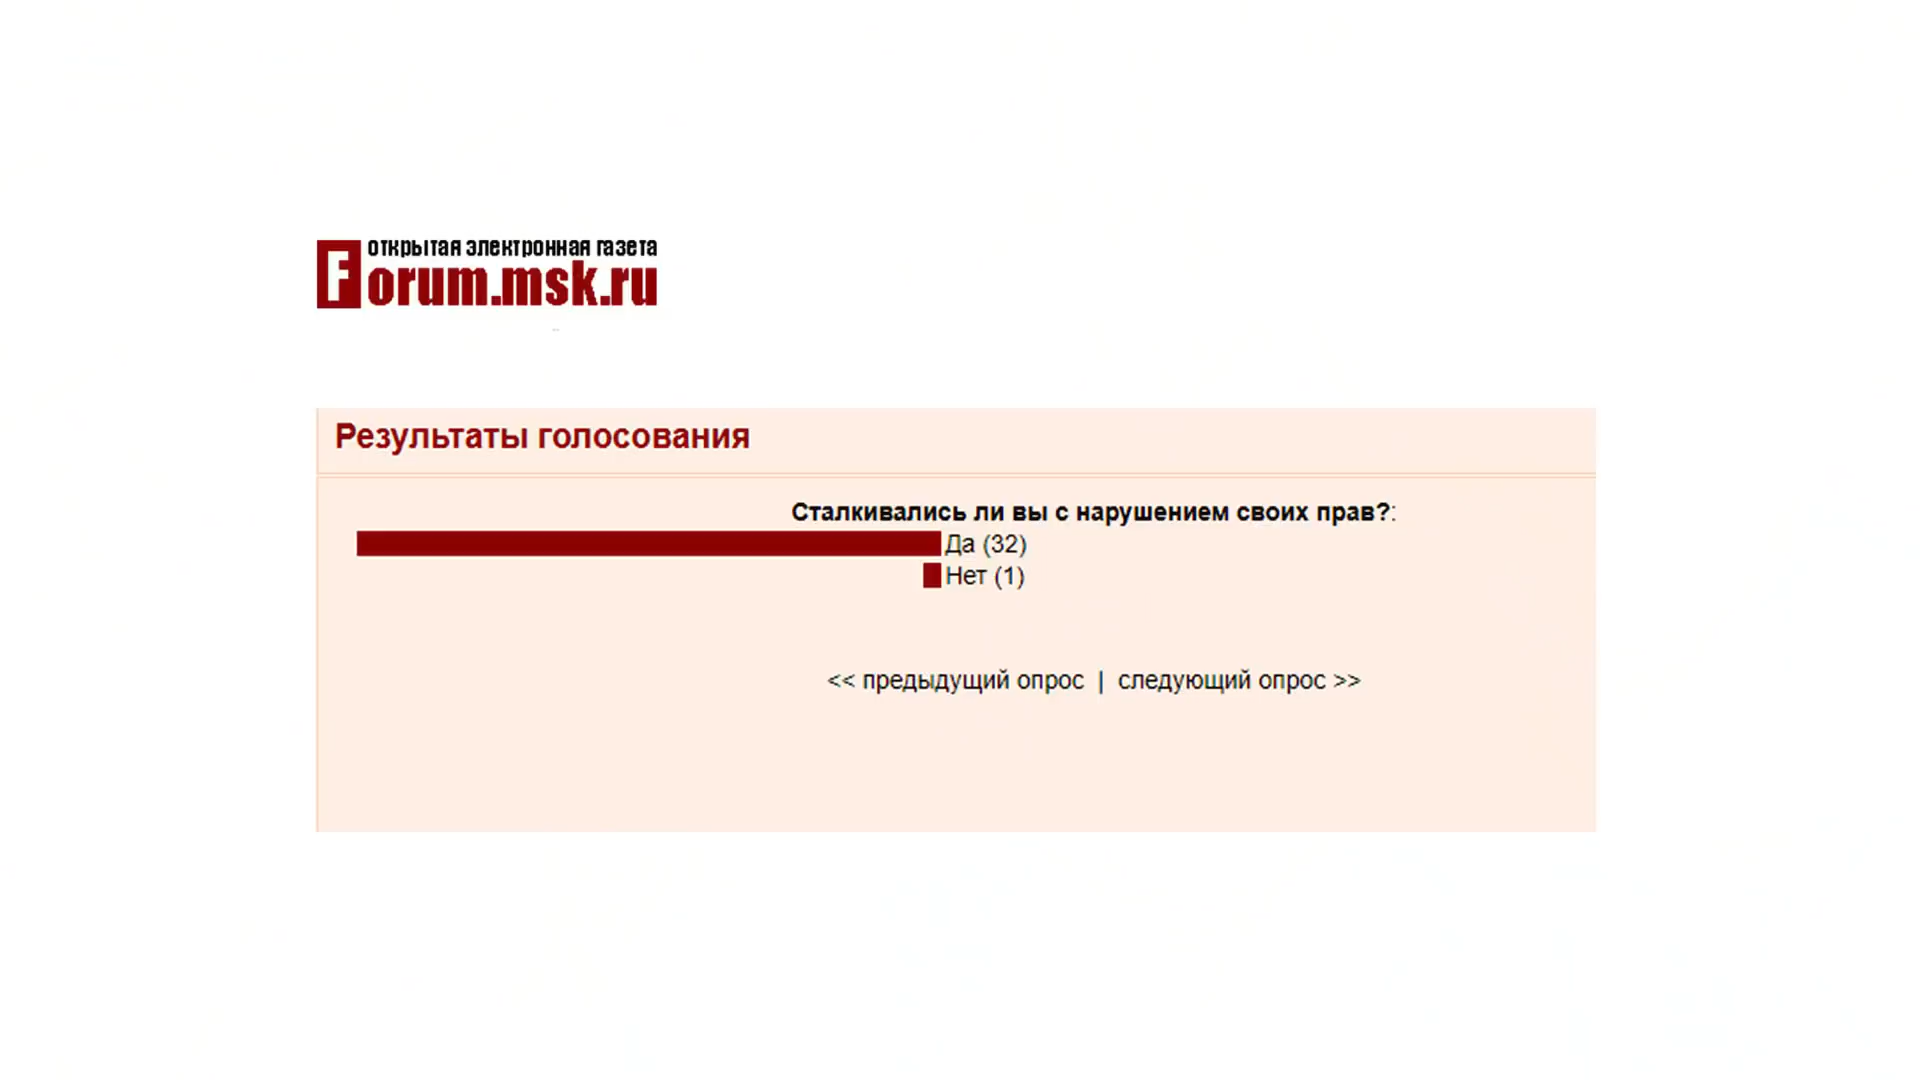 открытая электронная газета
Forum.msk.ru
Результаты голосования
Сталкивались ли вы с нарушением своих прав?:
Да (32)
Нет (1)
<< предыдущий опрос | следующий опрос >>